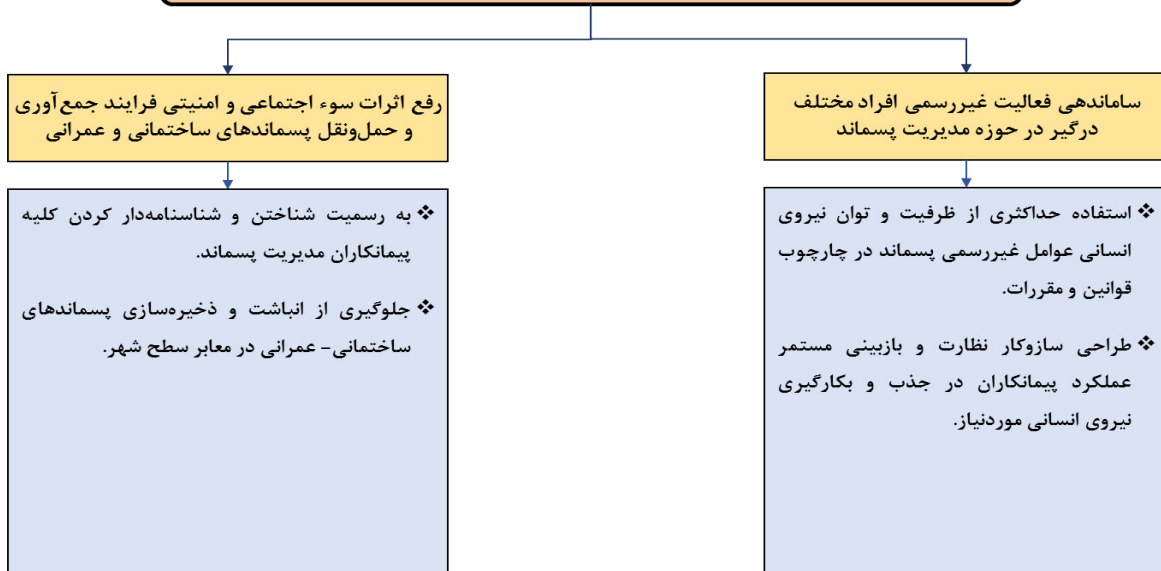 ساماندهی فعالیت غیررسمی افراد مختلف
درگیر در حوزه مدیریت پسماند
❖ استفاده حداکثری از ظرفیت و توان نیروی
انسانی عوامل غیررسمی پسماند در چارچوب
قوانین و مقررات.
❖ طراحی سازوکار نظارت و بازبینی مستمر
عملکرد پیمانکاران در جذب و بکارگیری
نیروی انسانی موردنیاز.
رفع اثرات سوء اجتماعی و امنیتی فرایند جمع‌آوری
و حمل‌ونقل پسماندهای ساختمانی و عمرانی
❖ به رسمیت شناختن و شناسنامه‌دار کردن کلیه
پیمانکاران مدیریت پسماند.
❖ جلوگیری از انباشت و ذخیره‌سازی پسماندهای
ساختمانی- عمرانی در معابر سطح شهر.